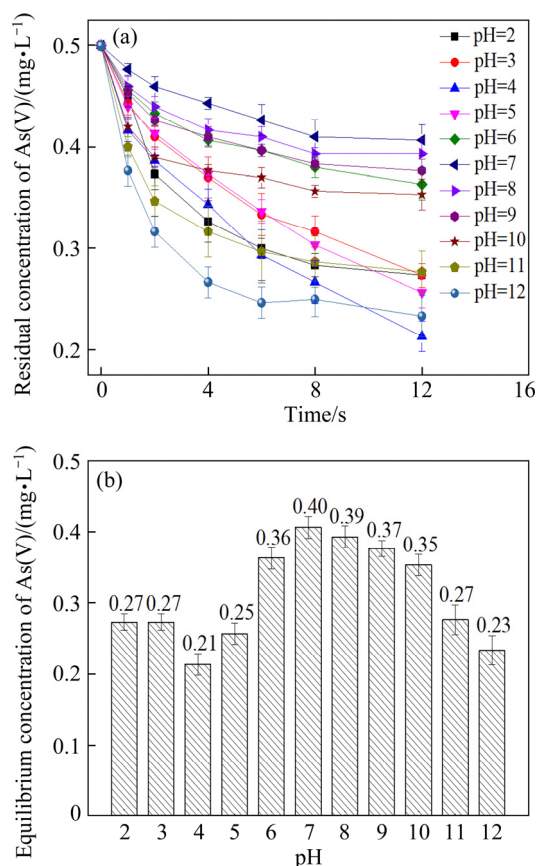 (a)
Residual concentration of As(V)/(mg•L⁻¹)
0.5
0.4
0.3
0.2
pH=2
pH=3
pH=4
pH=5
pH=6
pH=7
pH=8
pH=9
pH=10
pH=11
pH=12
0 4 8 12 16
Time/s
(b)
Equilibrium concentration of As(V)/(mg•L⁻¹)
0.5
0.4
0.3
0.2
0.1
0
0.27 0.27 0.21 0.25 0.36 0.40 0.39 0.37 0.35 0.27 0.23
2 3 4 5 6 7 8 9 10 11 12
pH